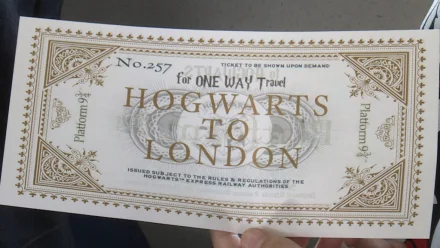 No.257
TICKET TO BE SHOWN UPON DEMAND
for ONE WAY Travel
HOGWARTS
TO
LONDON
Platform 9¾
Platform 9¾
ISSUED SUBJECT TO THE RULES & REGULATIONS OF THE
HOGWARTS™ EXPRESS RAILWAY AUTHORITIES.